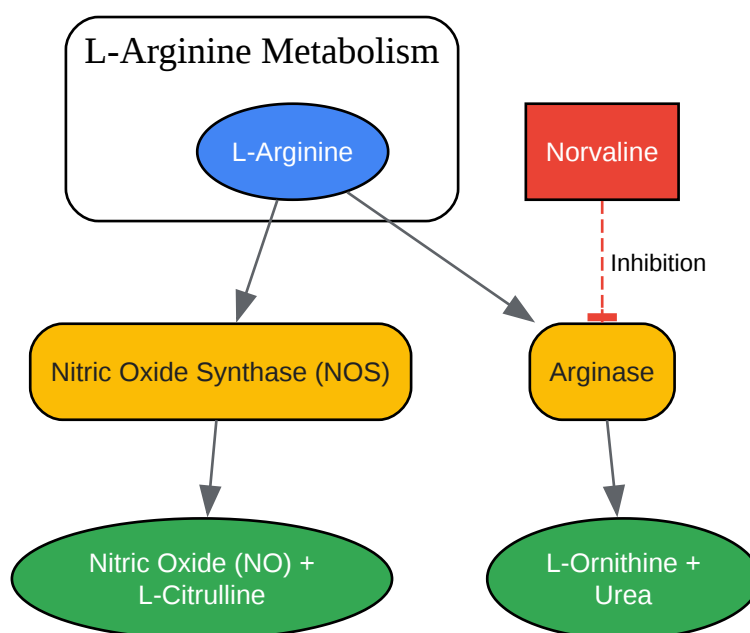 L-Arginine Metabolism
L-Arginine
Norvaline
Inhibition
Nitric Oxide Synthase (NOS)
Arginase
Nitric Oxide (NO) +
L-Citrulline
L-Ornithine +
Urea